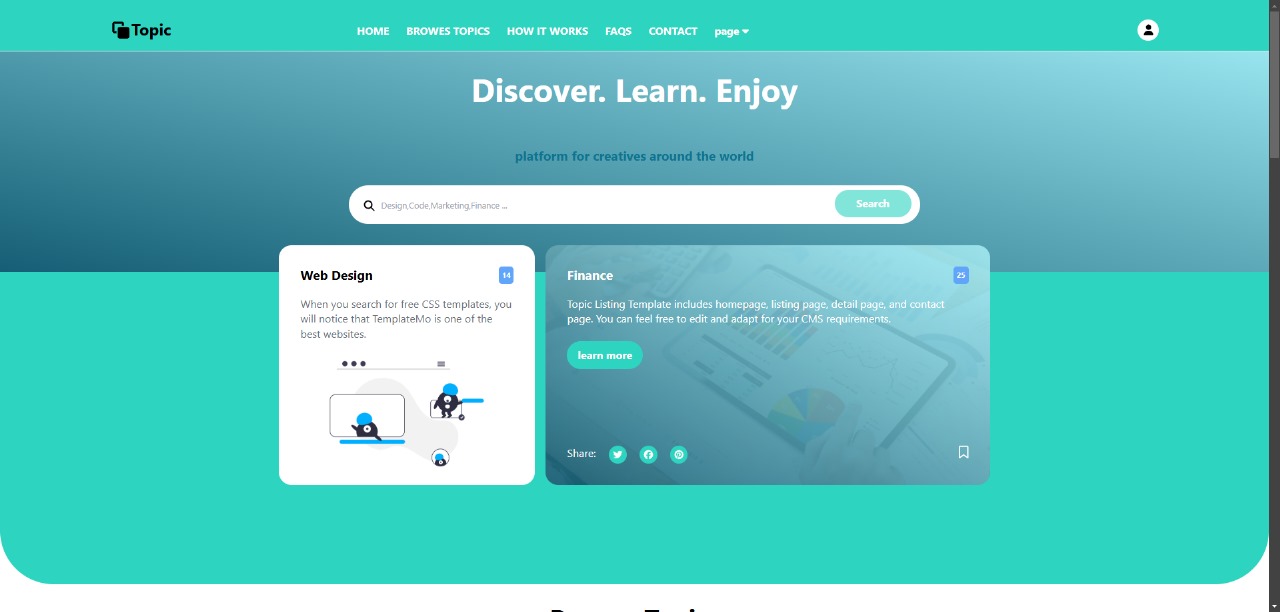 Topic
HOME BROWES TOPICS HOW IT WORKS FAQS CONTACT page
Discover. Learn. Enjoy
platform for creatives around the world
Design,Code,Marketing,Finance ...
Search
Web Design
14
When you search for free CSS templates, you
will notice that TemplateMo is one of the
best websites.
Finance
25
Topic Listing Template includes homepage, listing page, detail page, and contact
page. You can feel free to edit and adapt for your CMS requirements.
learn more
Share: